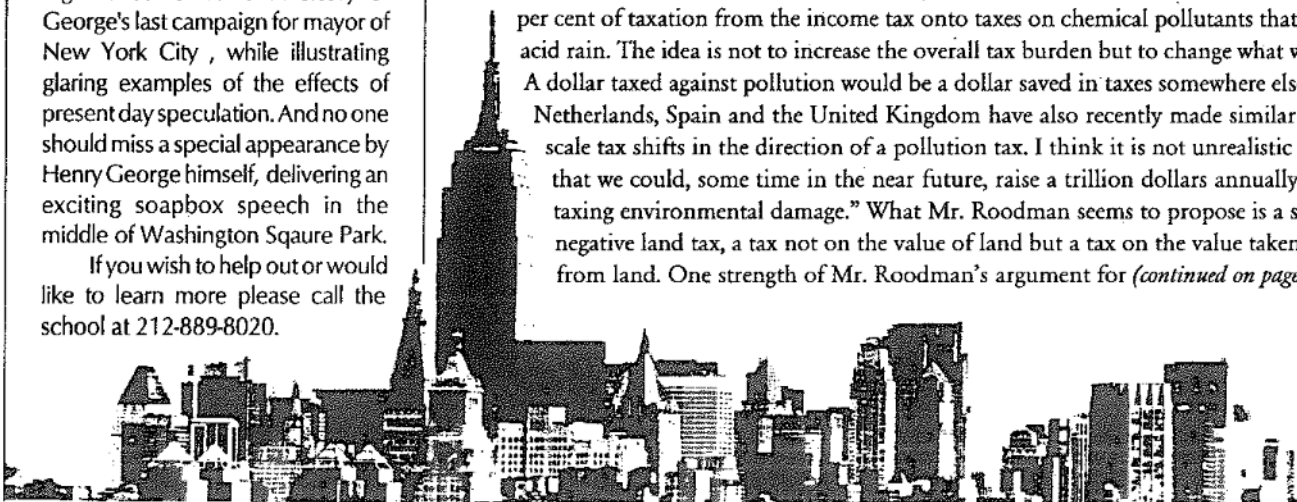 George's last campaign for mayor of
New York City , while illustrating
glaring examples of the effects of
present day speculation. And no one
should miss a special appearance by
Henry George himself, delivering an
exciting soapbox speech in the
middle of Washington Sqaure Park.
If you wish to help out or would
like to learn more please call the
school at 212-889-8020.
per cent of taxation from the income tax onto taxes on chemical pollutants that
acid rain. The idea is not to increase the overall tax burden but to change what
A dollar taxed against pollution would be a dollar saved in taxes somewhere
Netherlands, Spain and the United Kingdom have also recently made similar
scale tax shifts in the direction of a pollution tax. I think it is not unrealistic
that we could, some time in the near future, raise a trillion dollars annually
taxing environmental damage." What Mr. Roodman seems to propose is a
negative land tax, a tax not on the value of land but a tax on the value taken
from land. One strength of Mr. Roodman's argument for (continued on page